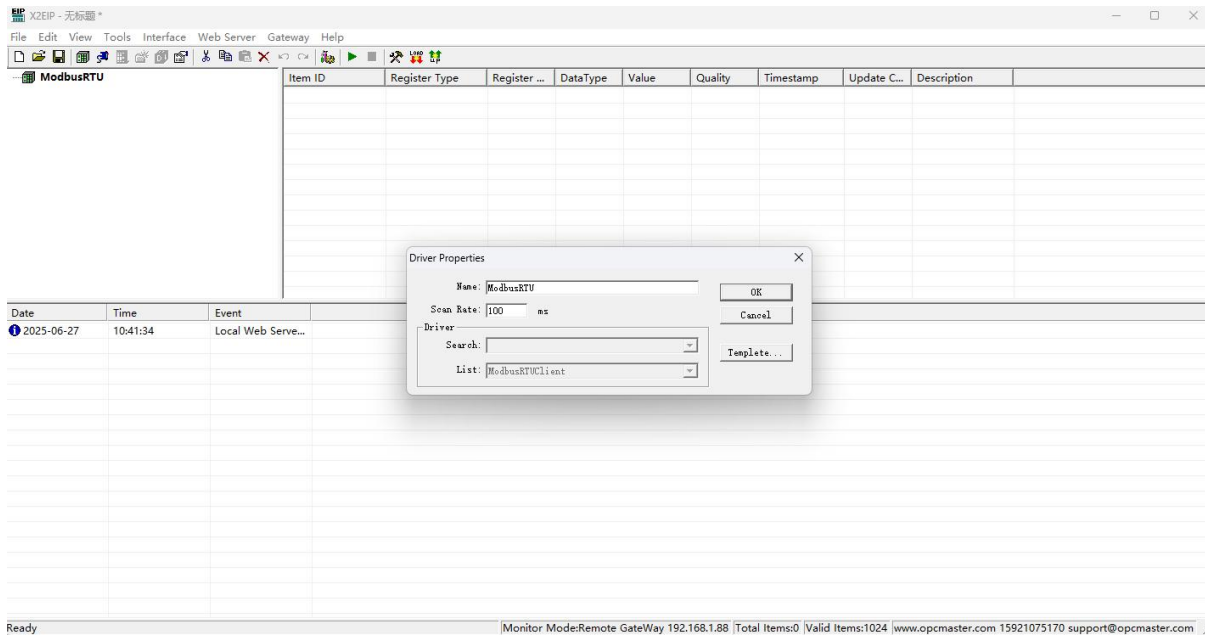 EIP X2EIP - 无标题 *
File Edit View Tools Interface Web Server Gateway Help
ModbusRTU
Item ID Register Type Register ... DataType Value Quality Timestamp Update C... Description
Driver Properties
Name: ModbusRTU
OK
Scan Rate: 100 ms
Cancel
Driver
Search:
Templete...
List: ModbusRTUClient
Date Time Event
2025-06-27 10:41:34 Local Web Serve...
Ready Monitor Mode:Remote GateWay 192.168.1.88 Total Items:0 Valid Items:1024 www.opcmaster.com 15921075170 support@opcmaster.com